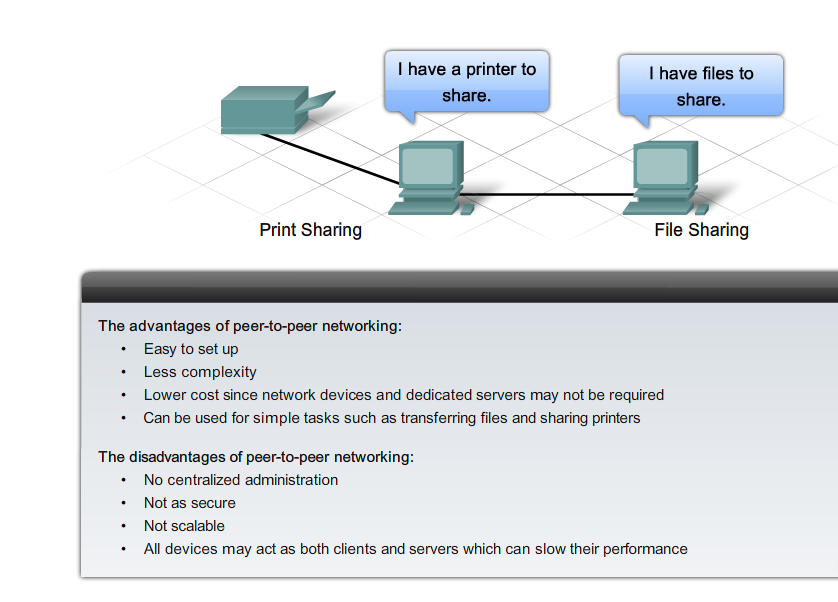 I have a printer to
share.
I have files to
share.
Print Sharing
File Sharing
The advantages of peer-to-peer networking:
• Easy to set up
• Less complexity
• Lower cost since network devices and dedicated servers may not be required
• Can be used for simple tasks such as transferring files and sharing printers
The disadvantages of peer-to-peer networking:
• No centralized administration
• Not as secure
• Not scalable
• All devices may act as both clients and servers which can slow their performance